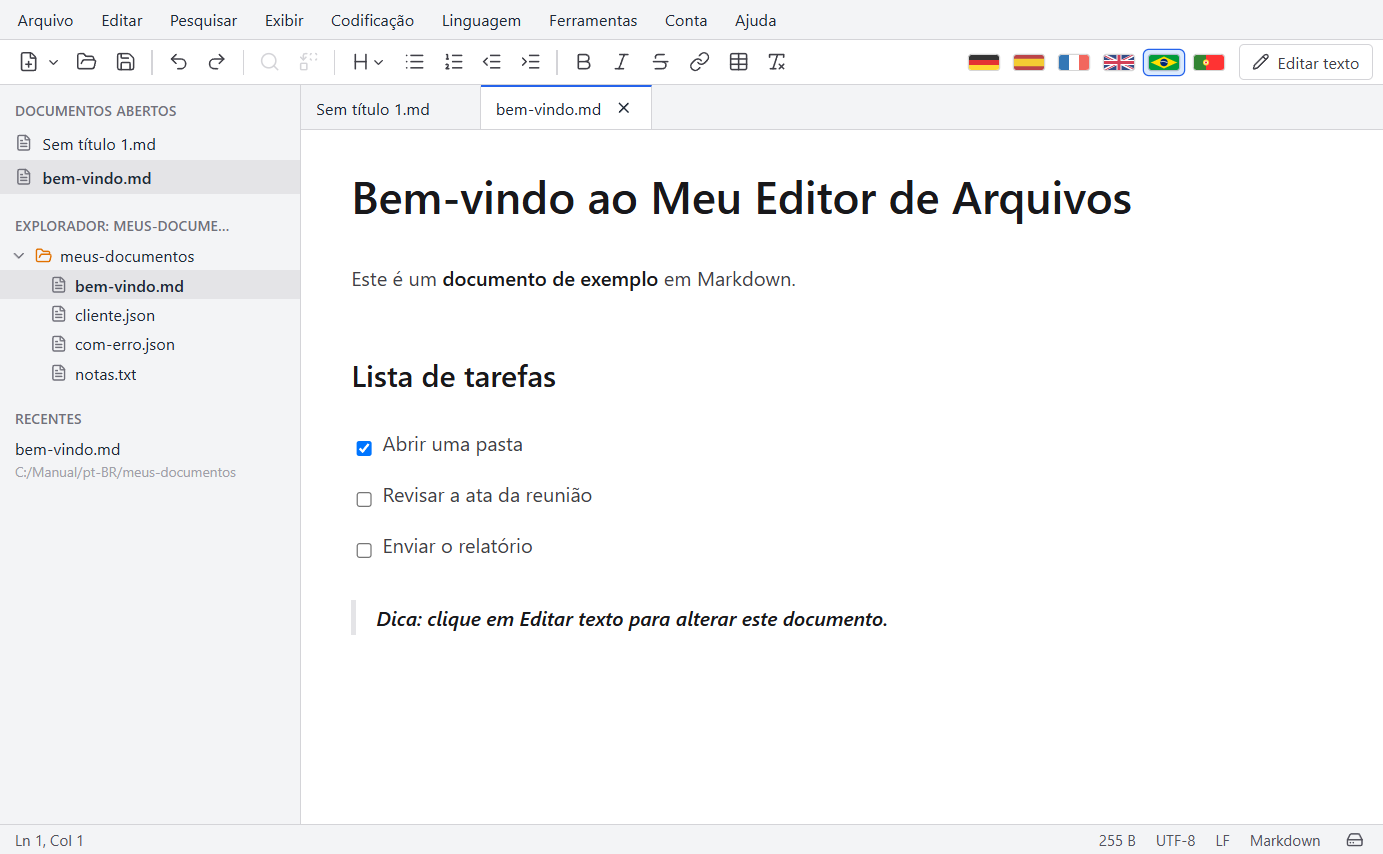 Arquivo Editar Pesquisar Exibir Codificação Linguagem Ferramentas Conta Ajuda
H B I S Editar texto
DOCUMENTOS ABERTOS
Sem título 1.md
bem-vindo.md
EXPLORADOR: MEUS-DOCUME...
meus-documentos
bem-vindo.md
cliente.json
com-erro.json
notas.txt
RECENTES
bem-vindo.md
C:/Manual/pt-BR/meus-documentos
Sem título 1.md bem-vindo.md
Bem-vindo ao Meu Editor de Arquivos
Este é um documento de exemplo em Markdown.
Lista de tarefas
Abrir uma pasta
Revisar a ata da reunião
Enviar o relatório
Dica: clique em Editar texto para alterar este documento.
Ln 1, Col 1 255 B UTF-8 LF Markdown